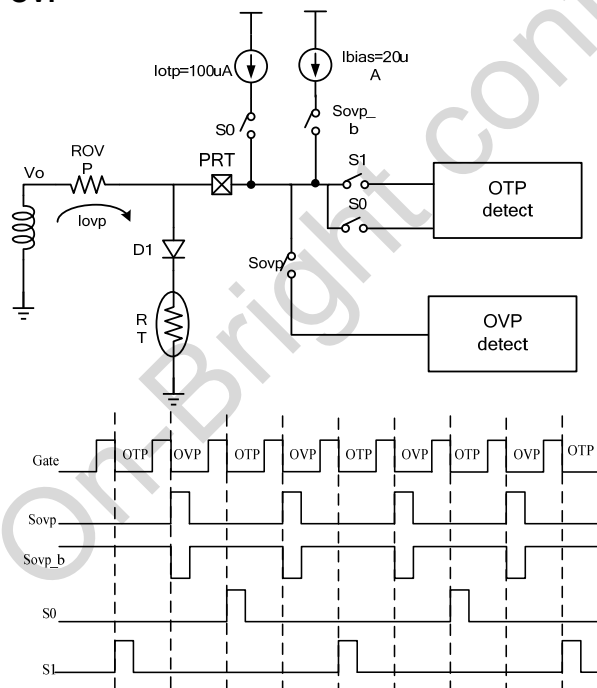 Iotp=100uA
Ibias=20u
A
S0
Sovp_
b
ROV
P
Vo
PRT
S1
S0
OTP
detect
Iovp
D1
Sovp
R
T
OVP
detect
Gate
OTP
OVP
OTP
OVP
OTP
OVP
OTP
OVP
OTP
Sovp
Sovp_b
S0
S1
On-Bright con